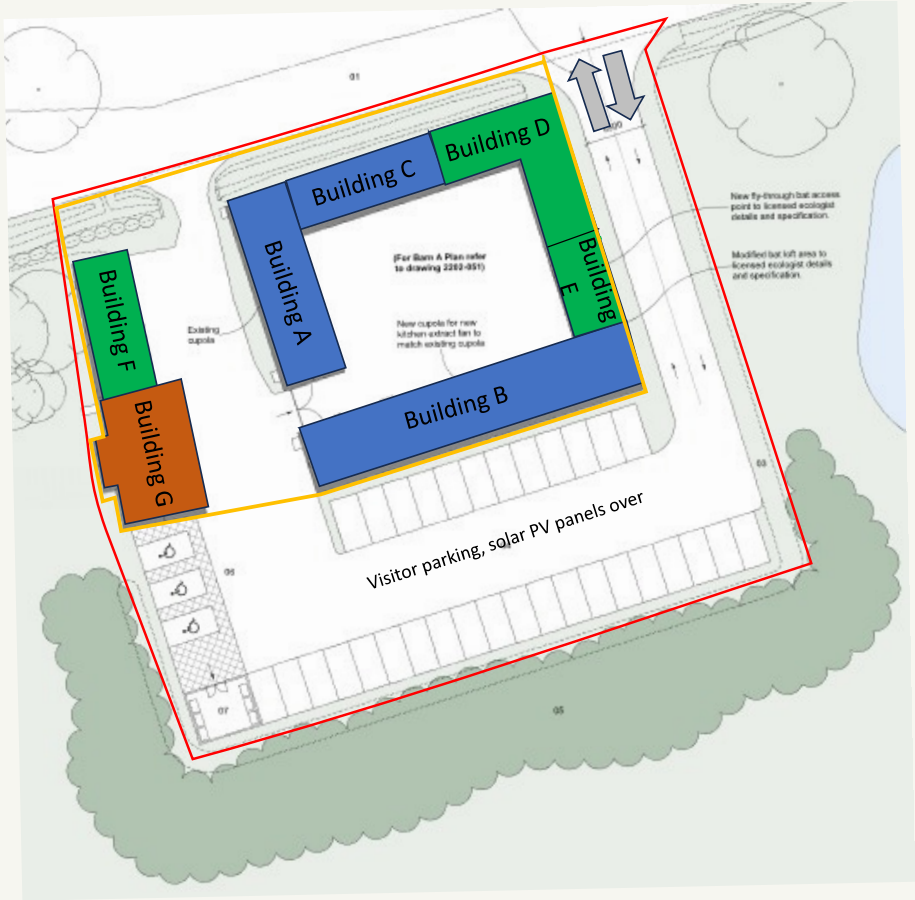 01
Building D
Building C
New fly-through bat access
point to licensed ecologist
details and specification.
Building A
(For Barn A Plan refer
to drawing 2202-051)
Building
E
Modified bat loft area to
licensed ecologist details
and specification.
Building F
Existing
cupola
New cupola for new
kitchen extract fan to
match existing cupola
Building B
Building G
03
Visitor parking, solar PV panels over
06
07
05